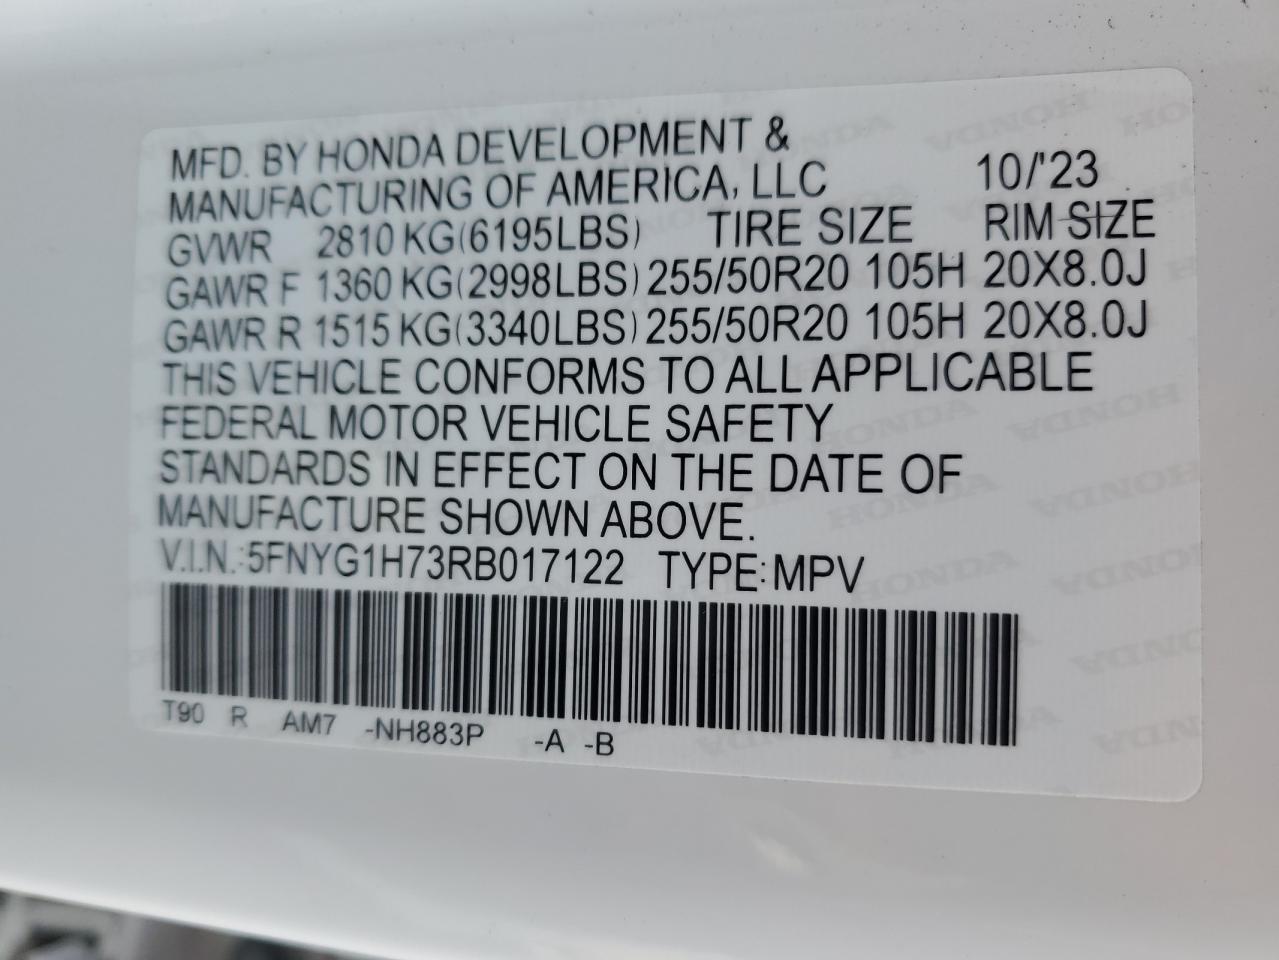 MFD. BY HONDA DEVELOPMENT &
MANUFACTURING OF AMERICA, LLC 10/'23
GVWR 2810 KG(6195LBS) TIRE SIZE RIM SIZE
GAWR F 1360 KG(2998LBS) 255/50R20 105H 20X8.0J
GAWR R 1515 KG(3340LBS) 255/50R20 105H 20X8.0J
THIS VEHICLE CONFORMS TO ALL APPLICABLE
FEDERAL MOTOR VEHICLE SAFETY
STANDARDS IN EFFECT ON THE DATE OF
MANUFACTURE SHOWN ABOVE.
V.I.N.:5FNYG1H73RB017122 TYPE:MPV
T90 R AM7 -NH883P -A -B